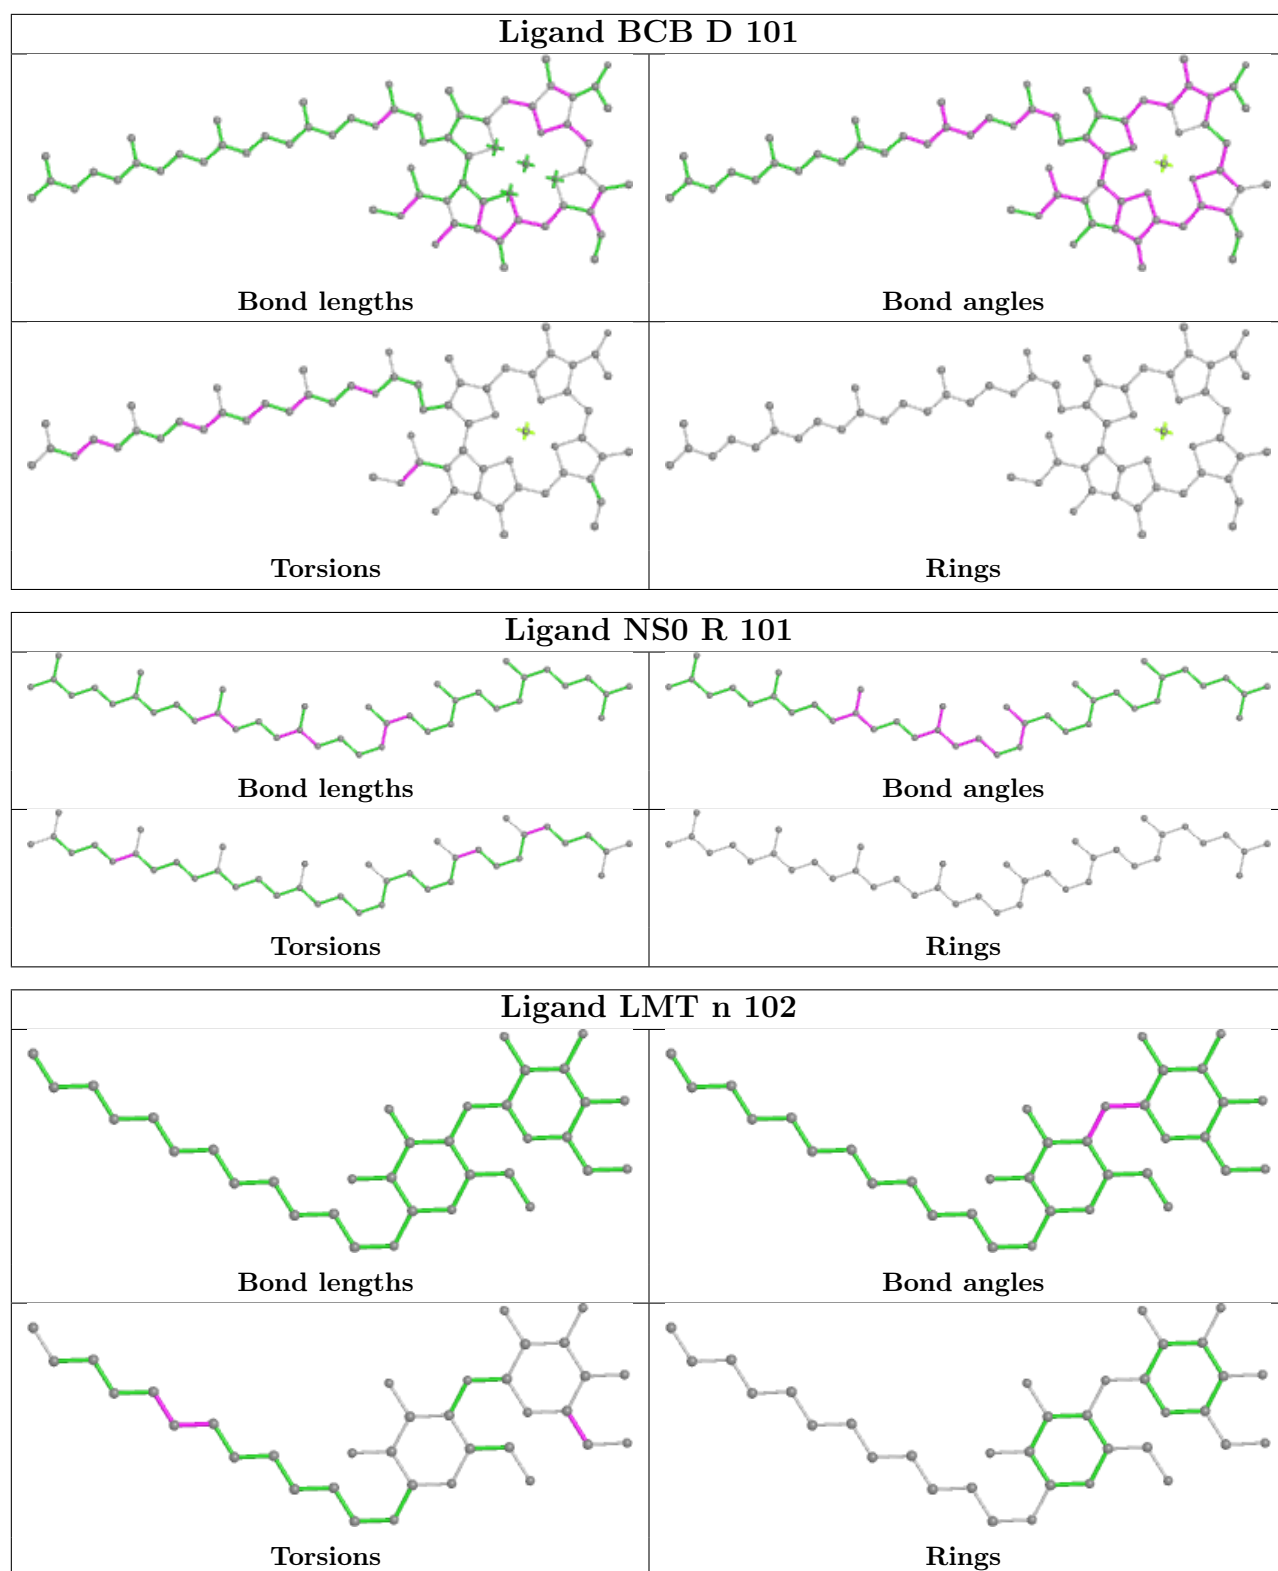 Ligand BCB D 101
Bond lengths
Bond angles
Torsions
Rings
Ligand NS0 R 101
Bond lengths
Bond angles
Torsions
Rings
Ligand LMT n 102
Bond lengths
Bond angles
Torsions
Rings